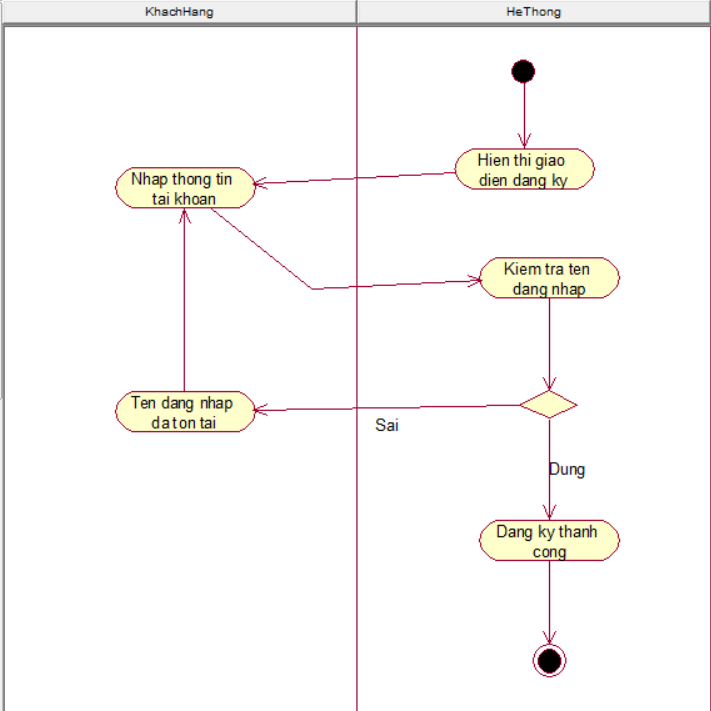 KhachHang
HeThong
Hien thi giao
dien dang ky
Nhap thong tin
tai khoan
Kiem tra ten
dang nhap
Ten dang nhap
da ton tai
Sai
Dung
Dang ky thanh
cong